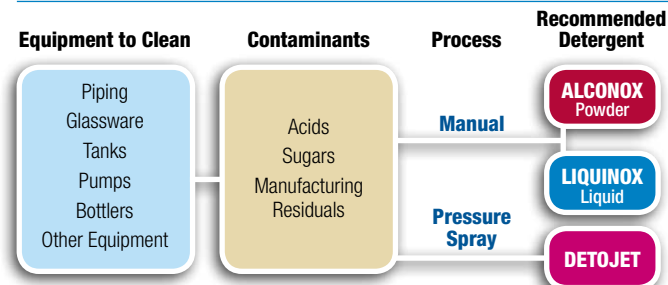 Equipment to Clean
Contaminants
Process
Recommended
Detergent
Piping
Glassware
Tanks
Pumps
Bottlers
Other Equipment
Acids
Sugars
Manufacturing
Residuals
Manual
Pressure
Spray
ALCONOX
Powder
LIQUINOX
Liquid
DETOJET